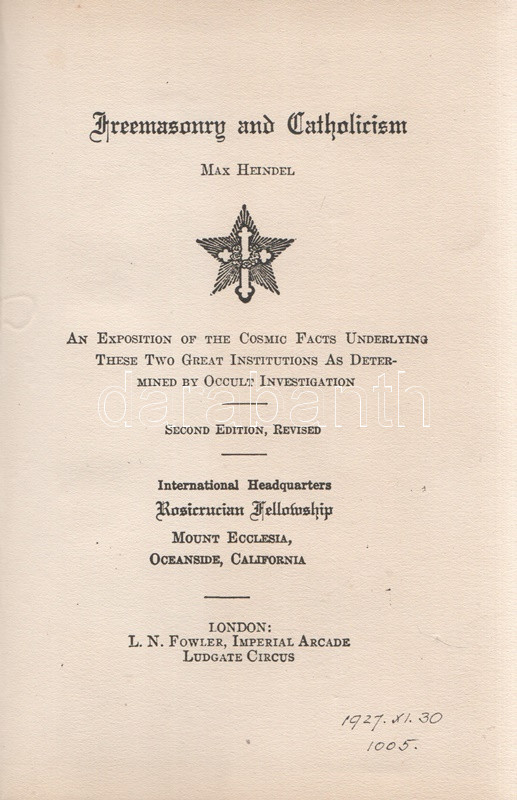 Freemasonry and Catholicism
Max Heindel
An Exposition of the Cosmic Facts Underlying
These Two Great Institutions As Deter-
mined by Occult Investigation
darabanth
Second Edition, Revised
International Headquarters
Rosicrucian Fellowship
Mount Ecclesia,
Oceanside, California
LONDON:
L. N. Fowler, Imperial Arcade
Ludgate Circus
1927. XI. 30
1005.